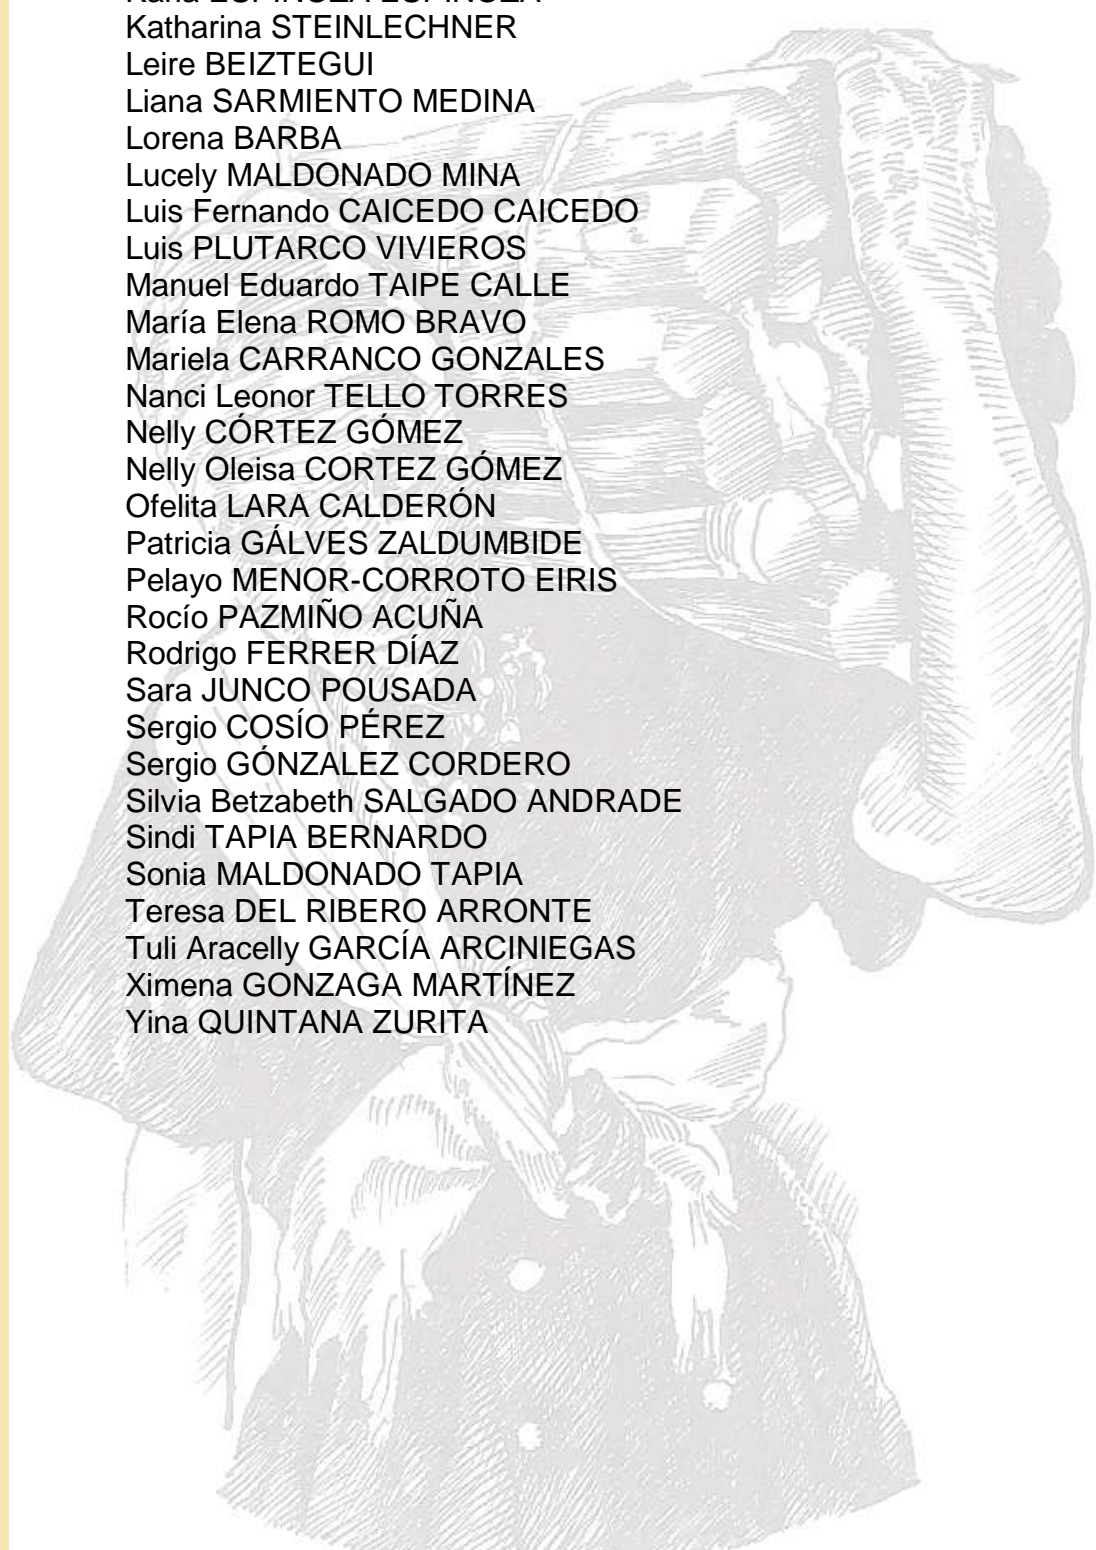 Katharina STEINLECHNER
Leire BEIZTEGUI
Liana SARMIENTO MEDINA
Lorena BARBA
Lucely MALDONADO MINA
Luis Fernando CAICEDO CAICEDO
Luis PLUTARCO VIVIEROS
Manuel Eduardo TAIPE CALLE
María Elena ROMO BRAVO
Mariela CARRANCO GONZALES
Nanci Leonor TELLO TORRES
Nelly CÓRTEZ GÓMEZ
Nelly Oleisa CORTEZ GÓMEZ
Ofelita LARA CALDERÓN
Patricia GÁLVES ZALDUMBIDE
Pelayo MENOR-CORROTO EIRIS
Rocío PAZMIÑO ACUÑA
Rodrigo FERRER DÍAZ
Sara JUNCO POUSADA
Sergio COSÍO PÉREZ
Sergio GÓNZALEZ CORDERO
Silvia Betzabeth SALGADO ANDRADE
Sindi TAPIA BERNARDO
Sonia MALDONADO TAPIA
Teresa DEL RIBERO ARRONTE
Tuli Aracelly GARCÍA ARCINIEGAS
Ximena GONZAGA MARTÍNEZ
Yina QUINTANA ZURITA